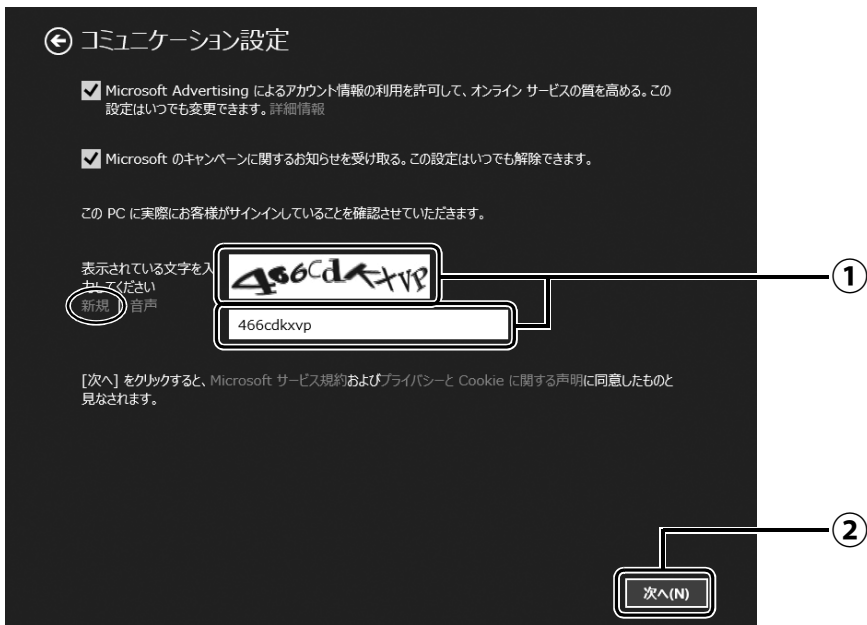 コミュニケーション設定
Microsoft Advertising によるアカウント情報の利用を許可して、オンライン サービスの質を高める。この
設定はいつでも変更できます。詳細情報
Microsoft のキャンペーンに関するお知らせを受け取る。この設定はいつでも解除できます。
この PC に実際にお客様がサインインしていることを確認させていただきます。
表示されている文字を入
力してください
新規 | 音声
466CdKxvP
①
466cdkxvp
[次へ] をクリックすると、Microsoft サービス規約およびプライバシーと Cookie に関する声明に同意したものと
見なされます。
②
次へ(N)